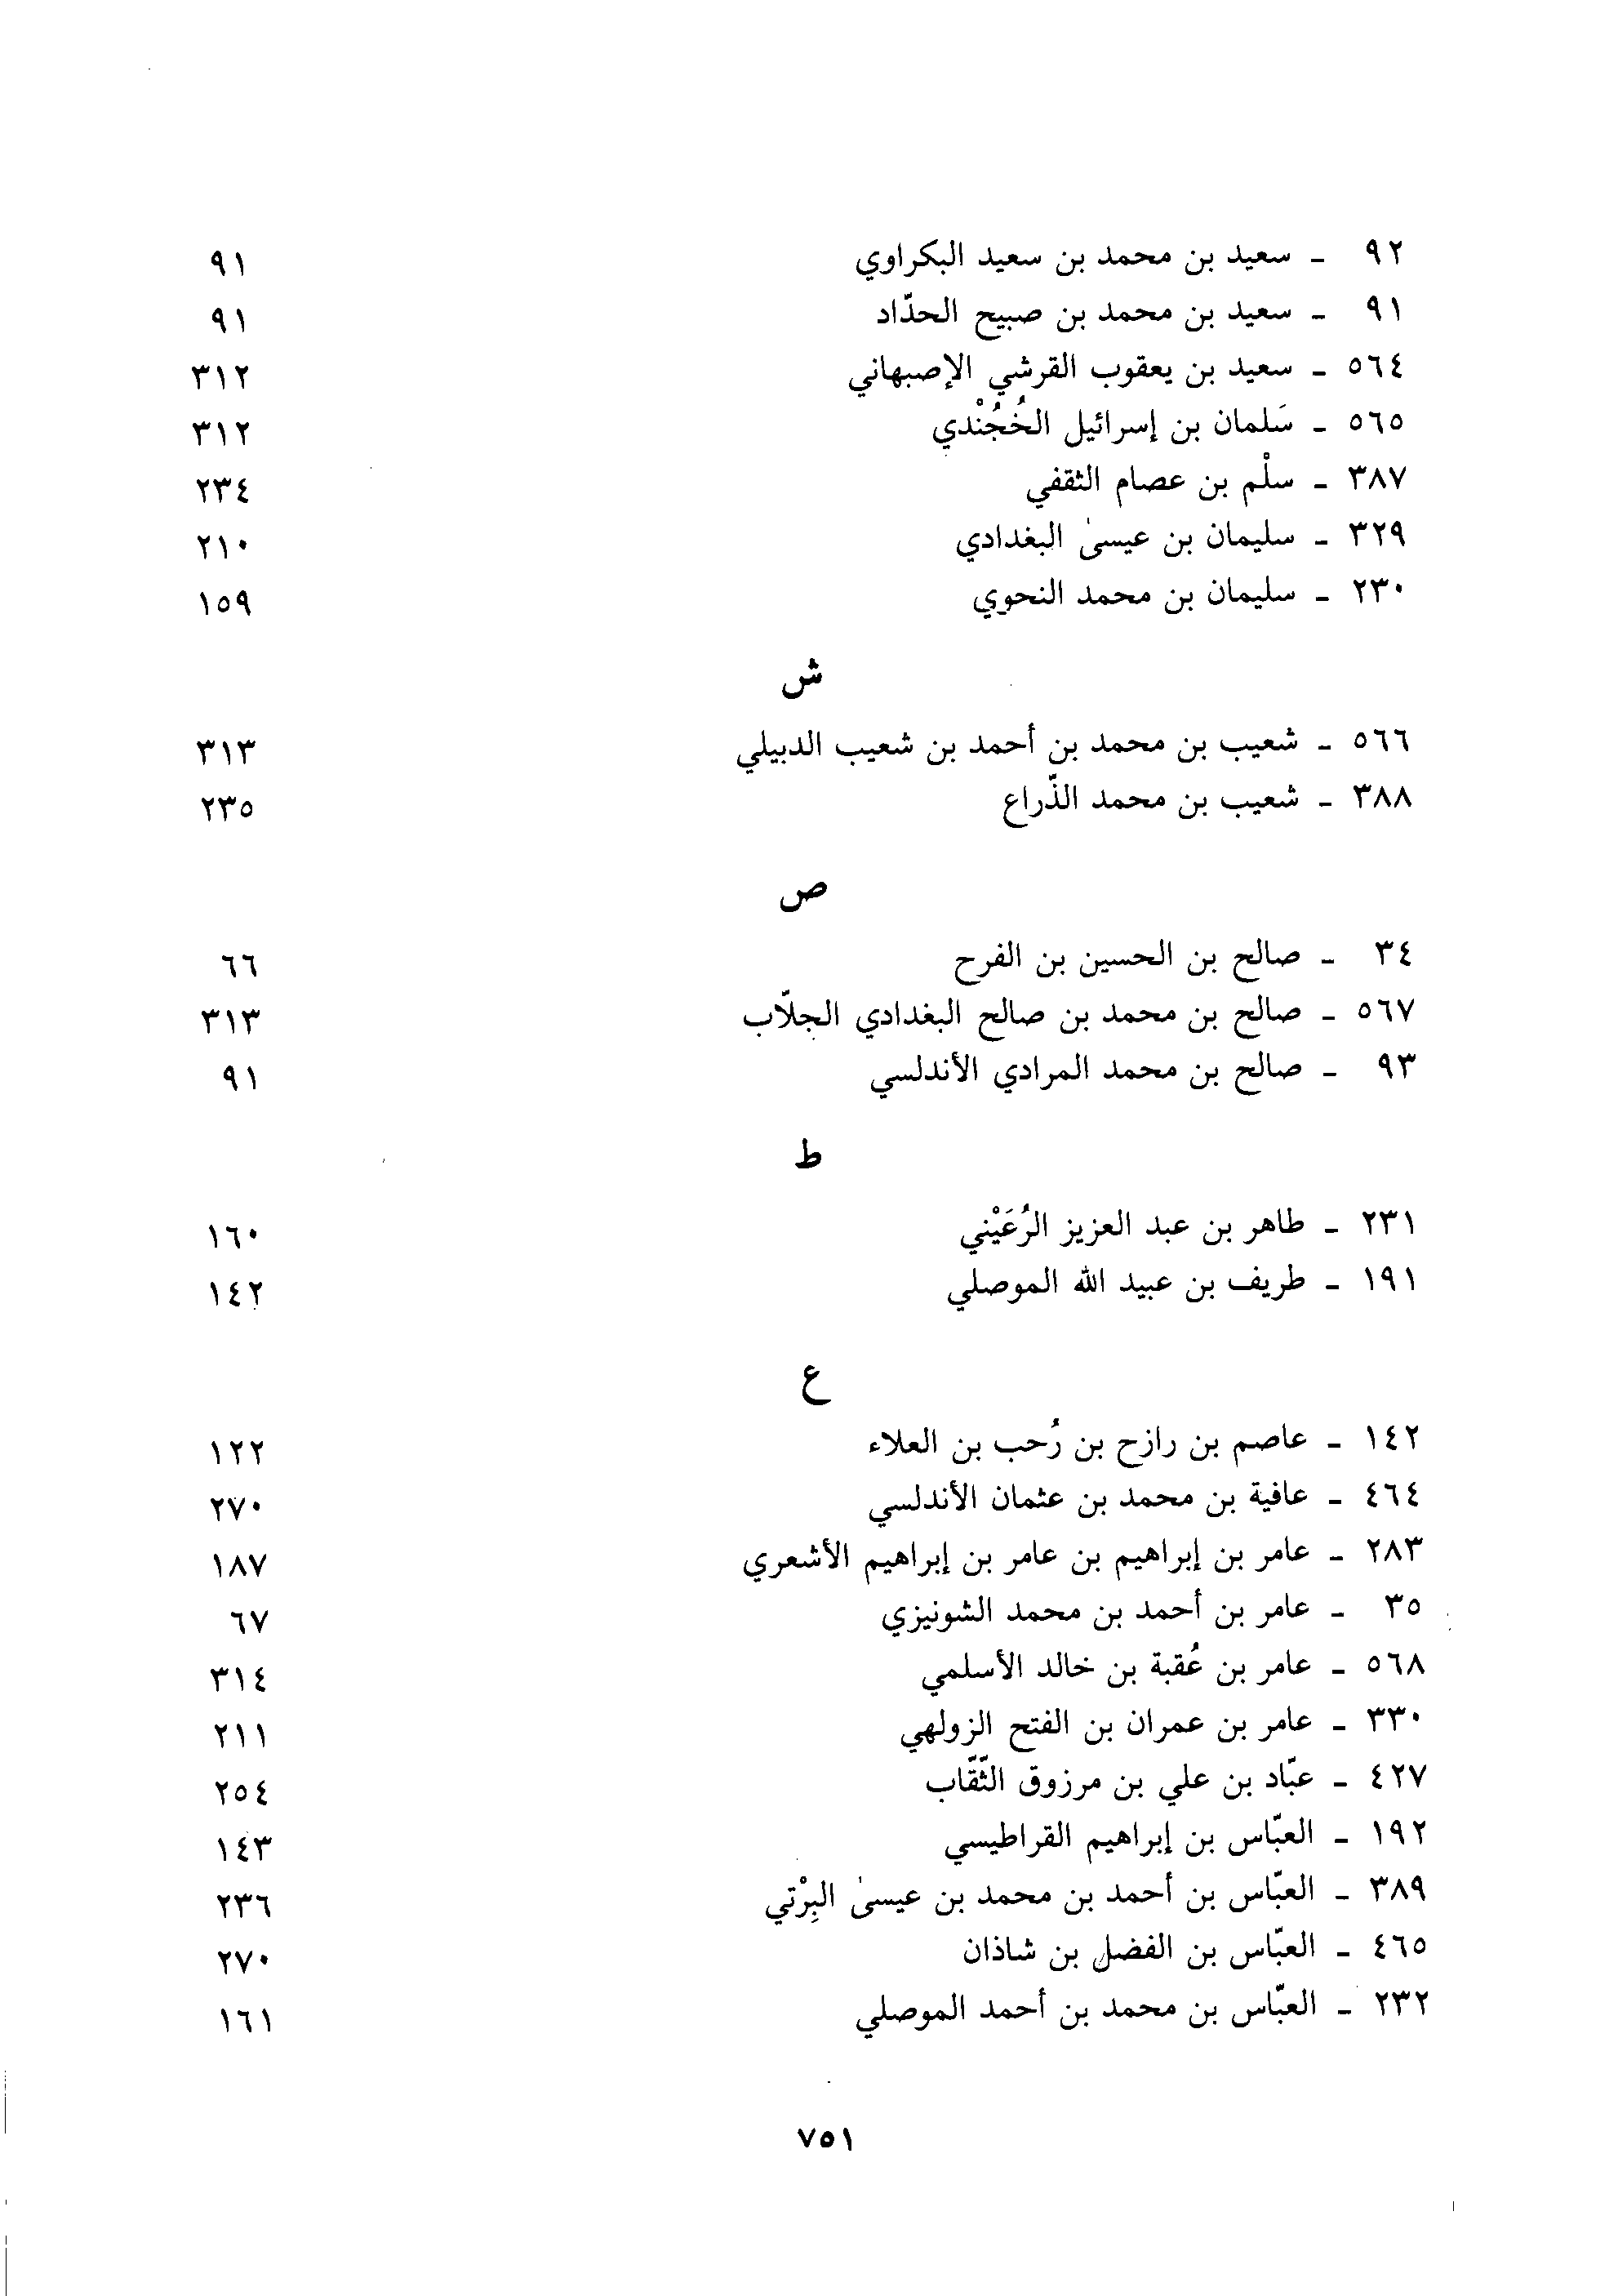 ٩٢ - سعيد بن محمد بن سعيد البكراوي ٩١
٩١ - سعيد بن محمد بن صبيح الحدّاد ٩١
٥٦٤ - سعيد بن يعقوب القرشي الإصبهاني ٣١٢
٥٦٥ - سَلمان بن إسرائيل الخُجُنْدي ٣١٢
٣٨٧ - سلْم بن عصام الثقفي ٢٣٤
٣٢٩ - سليمان بن عيسىٰ البغدادي ٢١٠
٢٣٠ - سليمان بن محمد النحوي ١٥٩
ش
٥٦٦ - شعيب بن محمد بن أحمد بن شعيب الدبيلي ٣١٣
٣٨٨ - شعيب بن محمد الذّراع ٢٣٥
ص
٣٤ - صالح بن الحسين بن الفرح ٦٦
٥٦٧ - صالح بن محمد بن صالح البغدادي الجلّاب ٣١٣
٩٣ - صالح بن محمد المرادي الأندلسي ٩١
ط
٢٣١ - طاهر بن عبد العزيز الرُعَيْني ١٦٠
١٩١ - طريف بن عبيد الله الموصلي ١٤٢
ع
١٤٢ - عاصم بن رازح بن رُحب بن العلاء ١٢٢
٤٦٤ - عافية بن محمد بن عثمان الأندلسي ٢٧٠
٢٨٣ - عامر بن إبراهيم بن عامر بن إبراهيم الأشعري ١٨٧
٣٥ - عامر بن أحمد بن محمد الشونيزي ٦٧
٥٦٨ - عامر بن عُقبة بن خالد الأسلمي ٣١٤
٣٣٠ - عامر بن عمران بن الفتح الزولهي ٢١١
٤٢٧ - عبّاد بن علي بن مرزوق الثّقّاب ٢٥٤
١٩٢ - العبّاس بن إبراهيم القراطيسي ١٤٣
٣٨٩ - العبّاس بن أحمد بن محمد بن عيسىٰ البِرْتي ٢٣٦
٤٦٥ - العبّاس بن الفضل بن شاذان ٢٧٠
٢٣٢ - العبّاس بن محمد بن أحمد الموصلي ١٦١
٧٥١